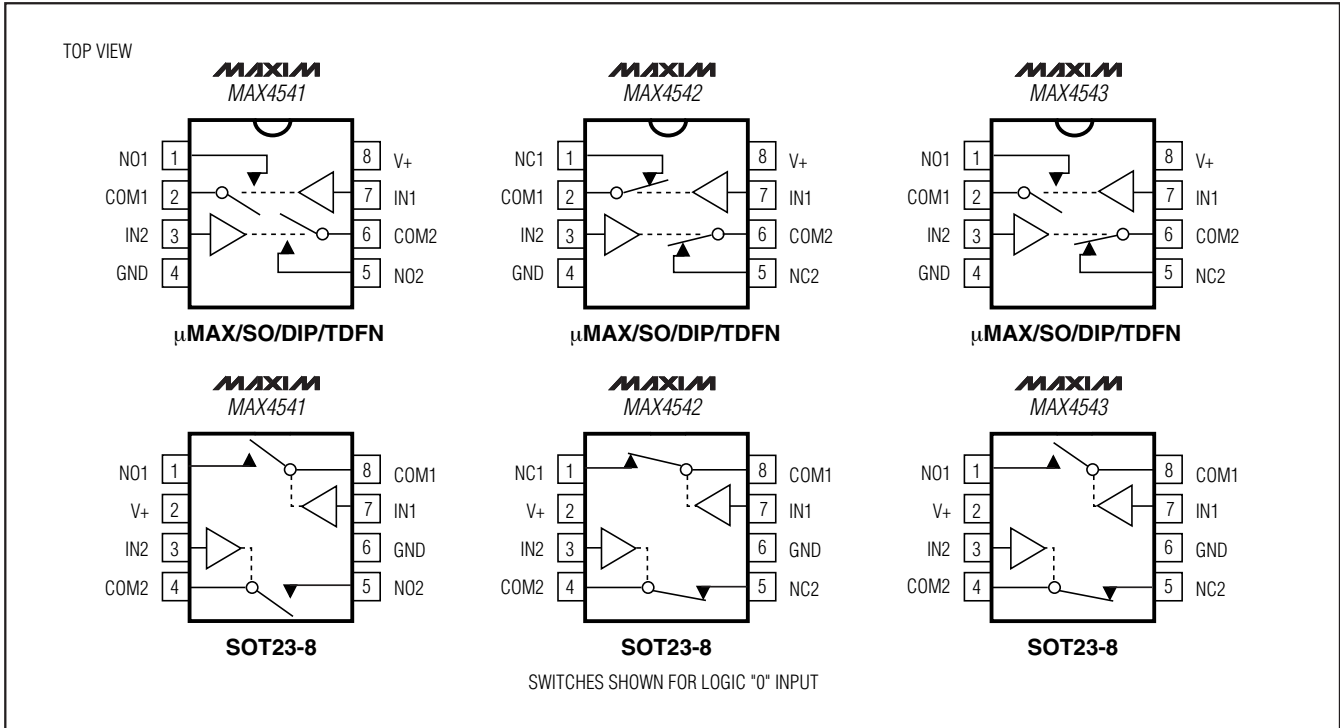 TOP VIEW
MAXIM
MAX4541
NO1 1
COM1 2
IN2 3
GND 4
8 V+
7 IN1
6 COM2
5 NO2
µMAX/SO/DIP/TDFN
MAXIM
MAX4542
NC1 1
COM1 2
IN2 3
GND 4
8 V+
7 IN1
6 COM2
5 NC2
µMAX/SO/DIP/TDFN
MAXIM
MAX4543
NO1 1
COM1 2
IN2 3
GND 4
8 V+
7 IN1
6 COM2
5 NC2
µMAX/SO/DIP/TDFN
MAXIM
MAX4541
NO1 1
V+ 2
IN2 3
COM2 4
8 COM1
7 IN1
6 GND
5 NO2
SOT23-8
MAXIM
MAX4542
NC1 1
V+ 2
IN2 3
COM2 4
8 COM1
7 IN1
6 GND
5 NC2
SOT23-8
MAXIM
MAX4543
NO1 1
V+ 2
IN2 3
COM2 4
8 COM1
7 IN1
6 GND
5 NC2
SOT23-8
SWITCHES SHOWN FOR LOGIC "0" INPUT